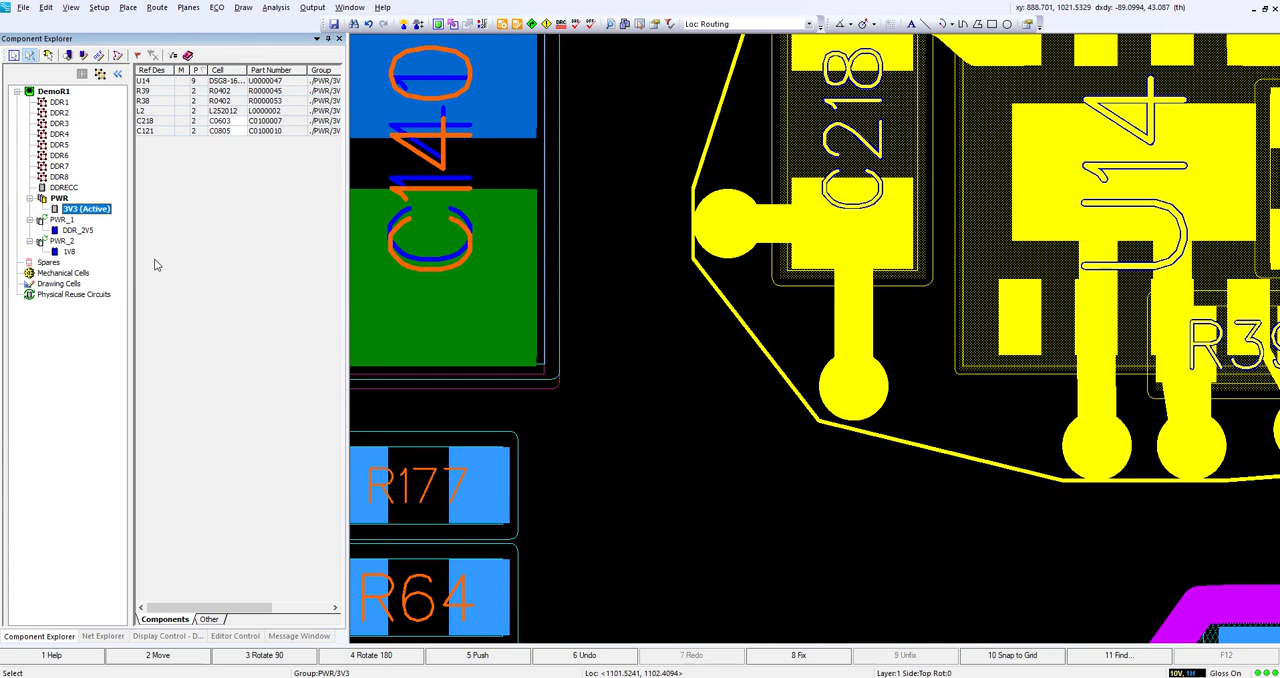 File Edit View Setup Place Route Planes ECO Draw Analysis Output Window Help
xy: 888.701, 1021.5329 dxdy: -89.0994, 43.087 (th)
DRC
Loc: Routing
A
Component Explorer
Ref Des M P Cell Part Number Group
U14 9 DSG8-16... U0000047 ./PWR/3V
R39 2 R0402 R0000045 ./PWR/3V
R38 2 R0402 R0000053 ./PWR/3V
L2 2 L252012 L0000002 ./PWR/3V
C218 2 C0603 C0100007 ./PWR/3V
C121 2 C0805 C0100010 ./PWR/3V
DemoR1
DDR1
DDR2
DDR3
DDR4
DDR5
DDR6
DDR7
DDR8
DDRECC
PWR
3V3 (Active)
PWR_1
DDR_2V5
PWR_2
1V8
Spares
Mechanical Cells
Drawing Cells
Physical Reuse Circuits
C140
C218
U14
R39
R177
R64
Components Other
Component Explorer Net Explorer Display Control - D... Editor Control Message Window
1 Help 2 Move 3 Rotate 90 4 Rotate 180 5 Push 6 Undo 7 Redo 8 Fix 9 Unfix 10 Snap to Grid 11 Find... F12
Select Group:PWR/3V3 Loc: <1101.5241, 1102.4094> Layer:1 Side:Top Rot:0 10V, 1H Gloss On